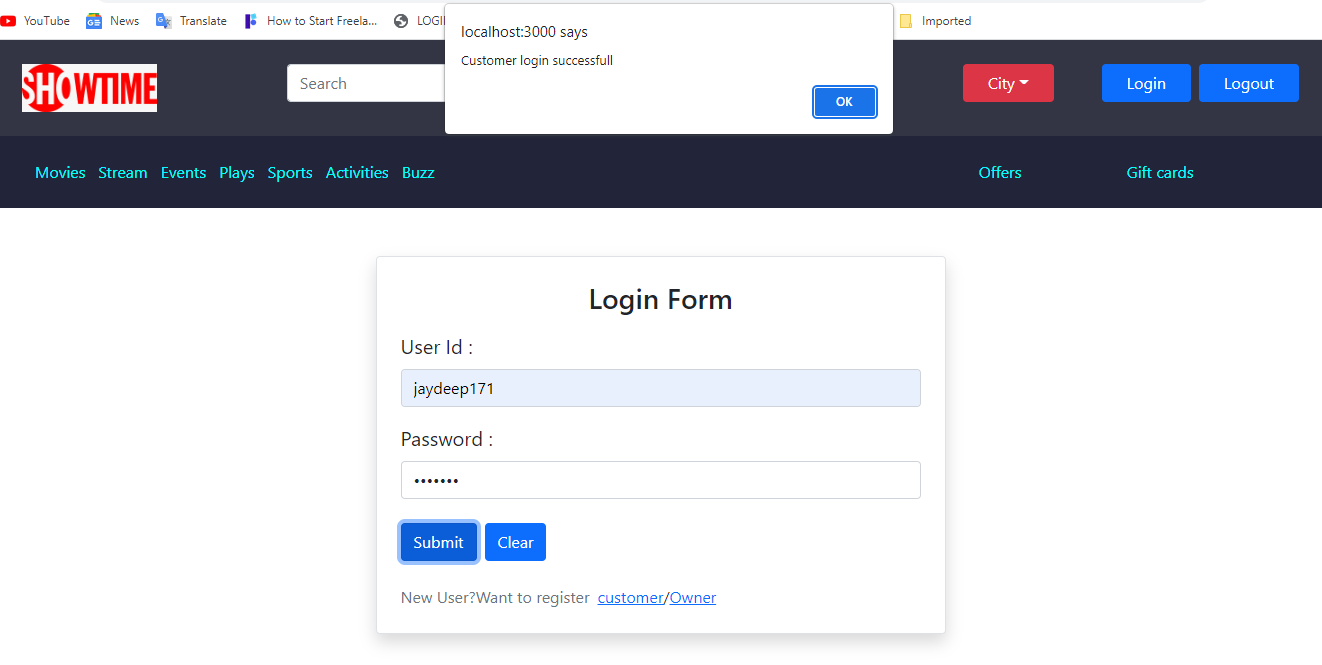 YouTube News Translate How to Start Freela... LOGI Imported
localhost:3000 says
Customer login successfull
OK
SHOWTIME Search City Login Logout
Movies Stream Events Plays Sports Activities Buzz Offers Gift cards
Login Form
User Id :
jaydeep171
Password :
•••••••
Submit Clear
New User?Want to register customer/Owner